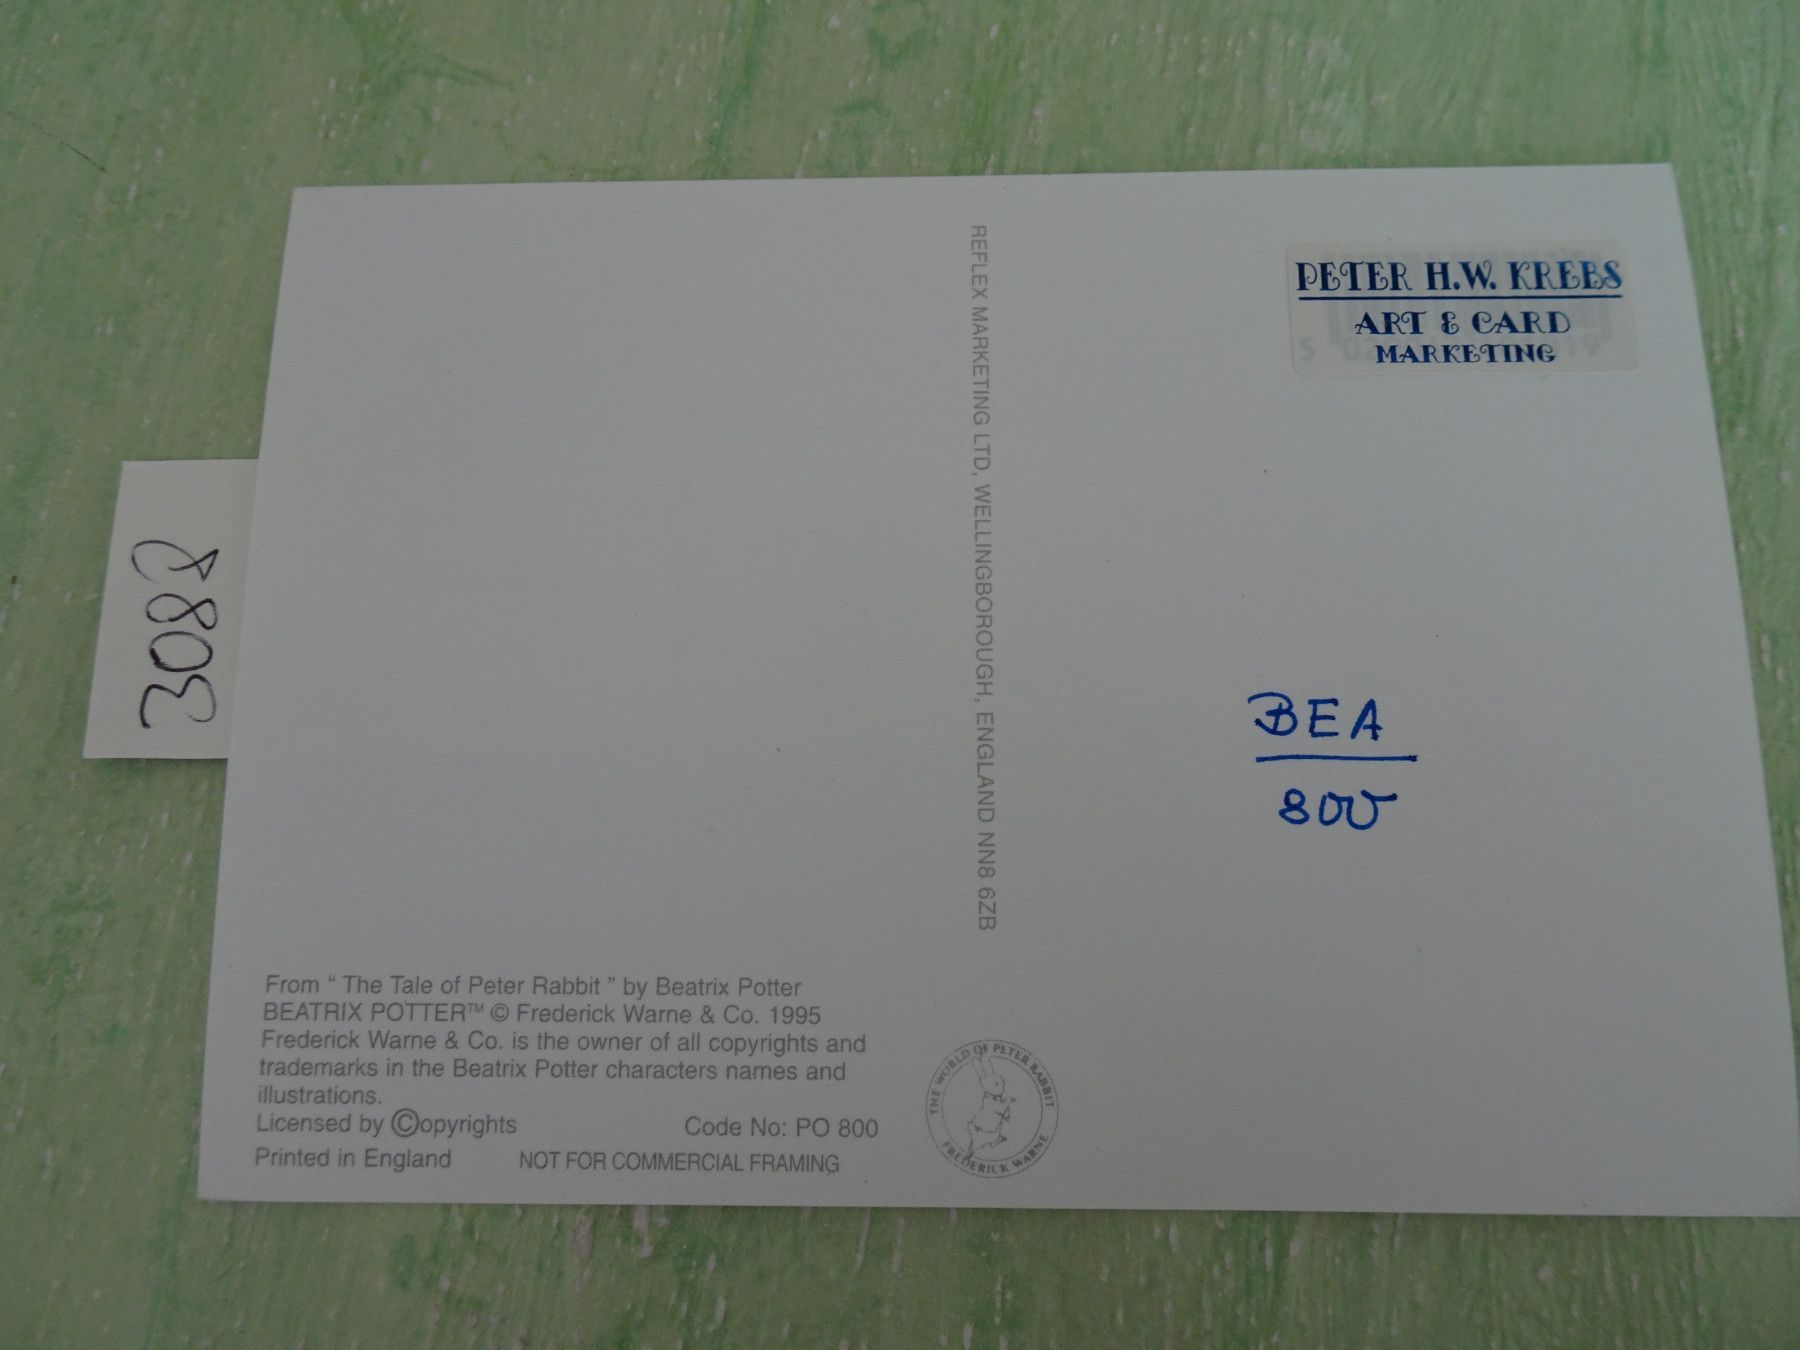 PETER H.W. KREBS
ART & CARD
MARKETING
REFLEX MARKETING LTD, WELLINGBOROUGH, ENGLAND NN8 6ZB
3088
BEA
800
From “ The Tale of Peter Rabbit ” by Beatrix Potter
BEATRIX POTTER™ © Frederick Warne & Co. 1995
Frederick Warne & Co. is the owner of all copyrights and
trademarks in the Beatrix Potter characters names and
illustrations.
Licensed by ©opyrights Code No: PO 800
Printed in England NOT FOR COMMERCIAL FRAMING
THE WORLD OF PETER RABBIT
FREDERICK WARNE